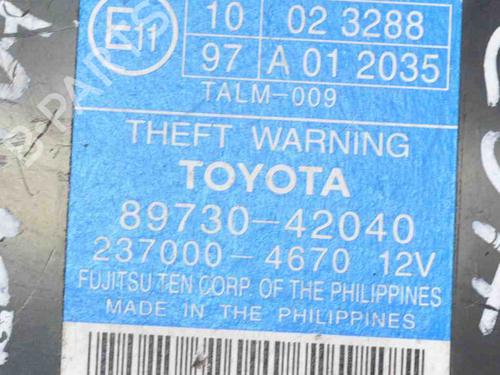 E11 10 02 3288
97 A 01 2035
TALM-009
THEFT WARNING
TOYOTA
89730-42040
237000-4670 12V
FUJITSU TEN CORP. OF THE PHILIPPINES
MADE IN THE PHILIPPINES